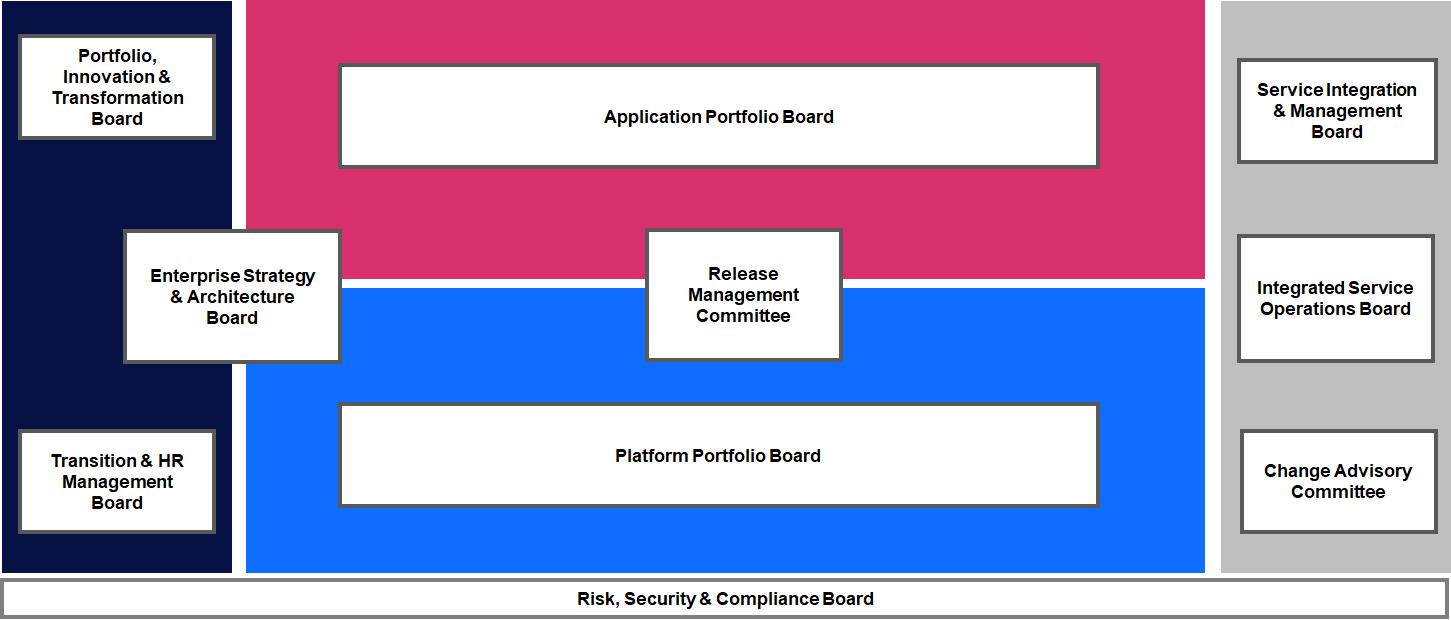 Portfolio,
Innovation &
Transformation
Board
Application Portfolio Board
Service Integration
& Management
Board
Enterprise Strategy
& Architecture
Board
Release
Management
Committee
Integrated Service
Operations Board
Transition & HR
Management
Board
Platform Portfolio Board
Change Advisory
Committee
Risk, Security & Compliance Board